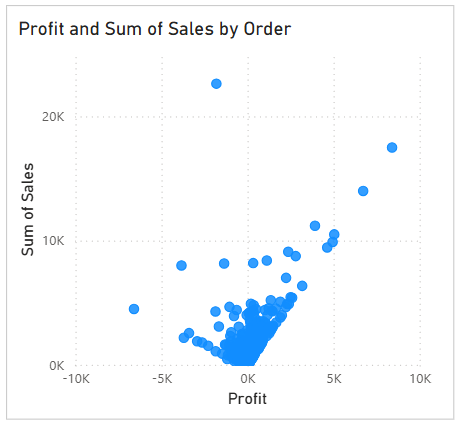 Profit and Sum of Sales by Order
Sum of Sales
20K
10K
0K
-10K -5K 0K 5K 10K
Profit